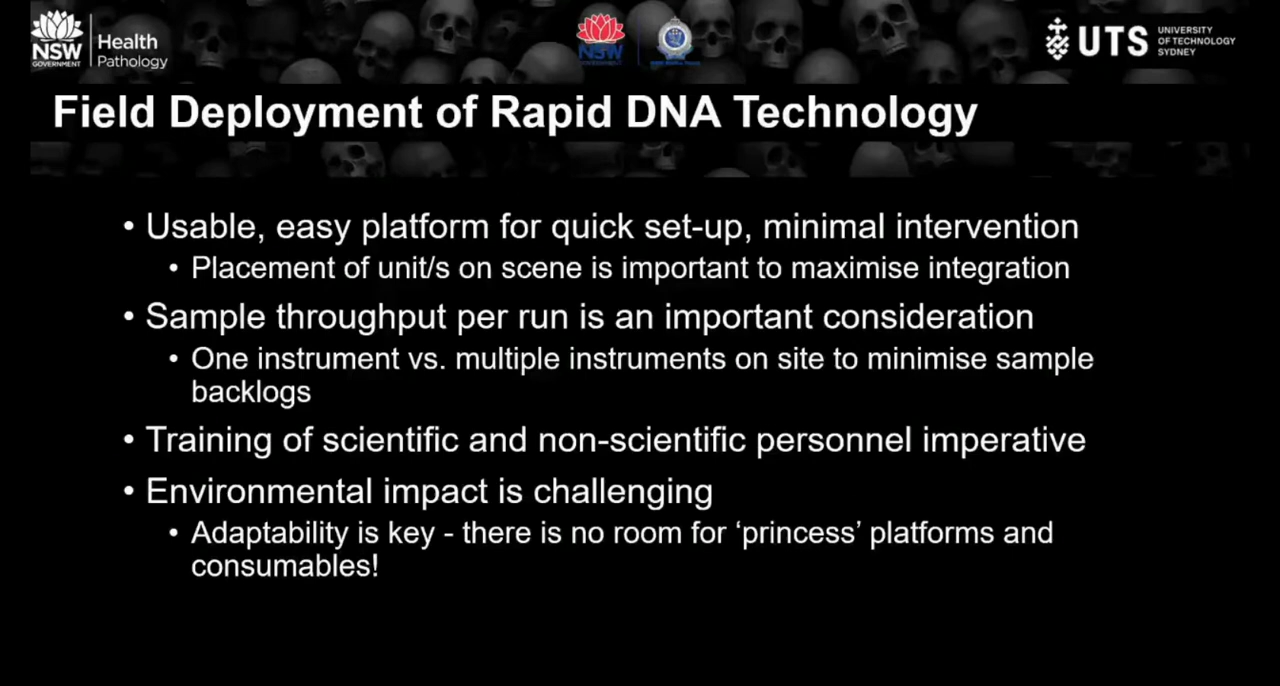 NSW
GOVERNMENT
Health
Pathology
NSW
GOVERNMENT
UTS
UNIVERSITY
OF TECHNOLOGY
SYDNEY
Field Deployment of Rapid DNA Technology
• Usable, easy platform for quick set-up, minimal intervention
• Placement of unit/s on scene is important to maximise integration
• Sample throughput per run is an important consideration
• One instrument vs. multiple instruments on site to minimise sample
backlogs
• Training of scientific and non-scientific personnel imperative
• Environmental impact is challenging
• Adaptability is key - there is no room for ‘princess’ platforms and
consumables!